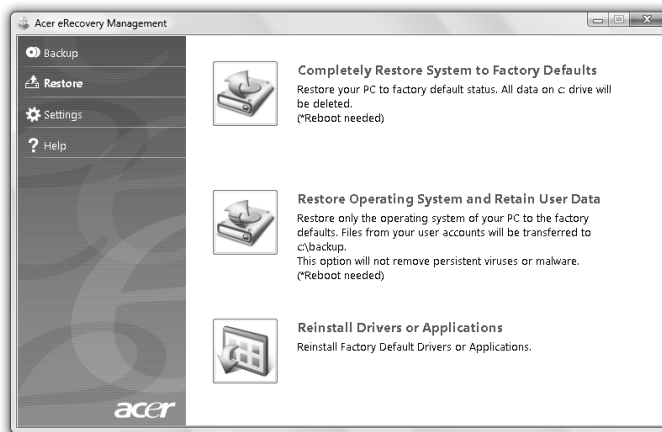 Acer eRecovery Management
Backup
Restore
Settings
? Help
Completely Restore System to Factory Defaults
Restore your PC to factory default status. All data on c: drive will
be deleted.
(*Reboot needed)
Restore Operating System and Retain User Data
Restore only the operating system of your PC to the factory
defaults. Files from your user accounts will be transferred to
c:\backup.
This option will not remove persistent viruses or malware.
(*Reboot needed)
Reinstall Drivers or Applications
Reinstall Factory Default Drivers or Applications.
acer